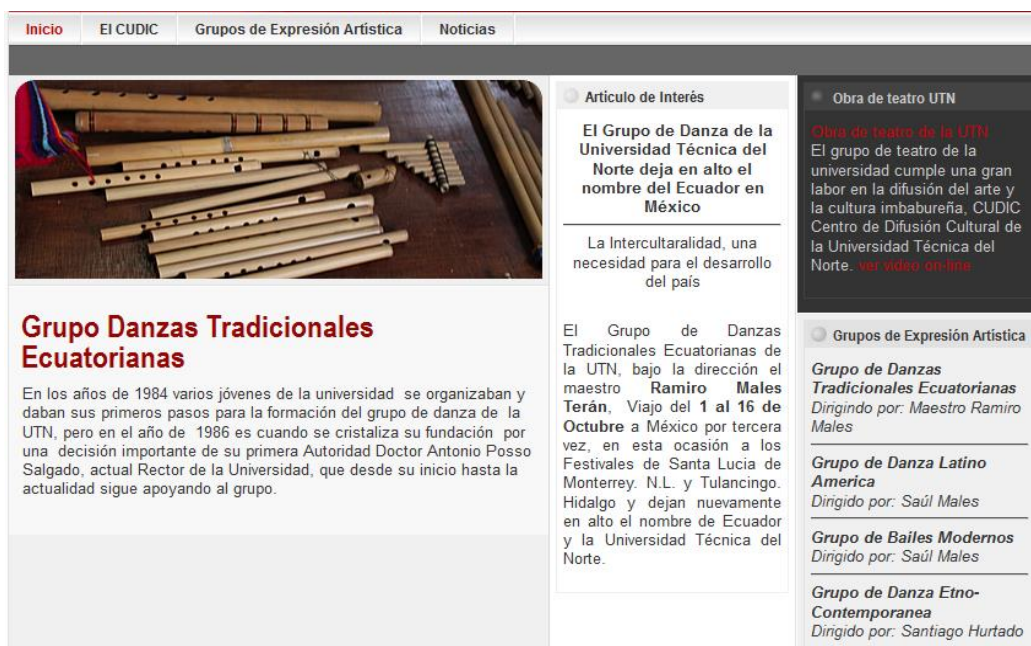 Inicio El CUDIC Grupos de Expresión Artística Noticias
Grupo Danzas Tradicionales
Ecuatorianas
En los años de 1984 varios jóvenes de la universidad se organizaban y
daban sus primeros pasos para la formación del grupo de danza de la
UTN, pero en el año de 1986 es cuando se cristaliza su fundación por
una decisión importante de su primera Autoridad Doctor Antonio Posso
Salgado, actual Rector de la Universidad, que desde su inicio hasta la
actualidad sigue apoyando al grupo.
Articulo de Interés
El Grupo de Danza de la
Universidad Técnica del
Norte deja en alto el
nombre del Ecuador en
México
La Intercultaralidad, una
necesidad para el desarrollo
del país
El Grupo de Danzas
Tradicionales Ecuatorianas de
la UTN, bajo la dirección el
maestro Ramiro Males
Terán, Viajo del 1 al 16 de
Octubre a México por tercera
vez, en esta ocasión a los
Festivales de Santa Lucia de
Monterrey. N.L. y Tulancingo.
Hidalgo y dejan nuevamente
en alto el nombre de Ecuador
y la Universidad Técnica del
Norte.
Obra de teatro UTN
Obra de teatro de la UTN
El grupo de teatro de la
universidad cumple una gran
labor en la difusión del arte y
la cultura imbabureña, CUDIC
Centro de Difusión Cultural de
la Universidad Técnica del
Norte. ver video on-line
Grupos de Expresión Artística
Grupo de Danzas
Tradicionales Ecuatorianas
Dirigindo por: Maestro Ramiro
Males
Grupo de Danza Latino
America
Dirigido por: Saúl Males
Grupo de Bailes Modernos
Dirigido por: Saúl Males
Grupo de Danza Etno-
Contemporanea
Dirigido por: Santiago Hurtado